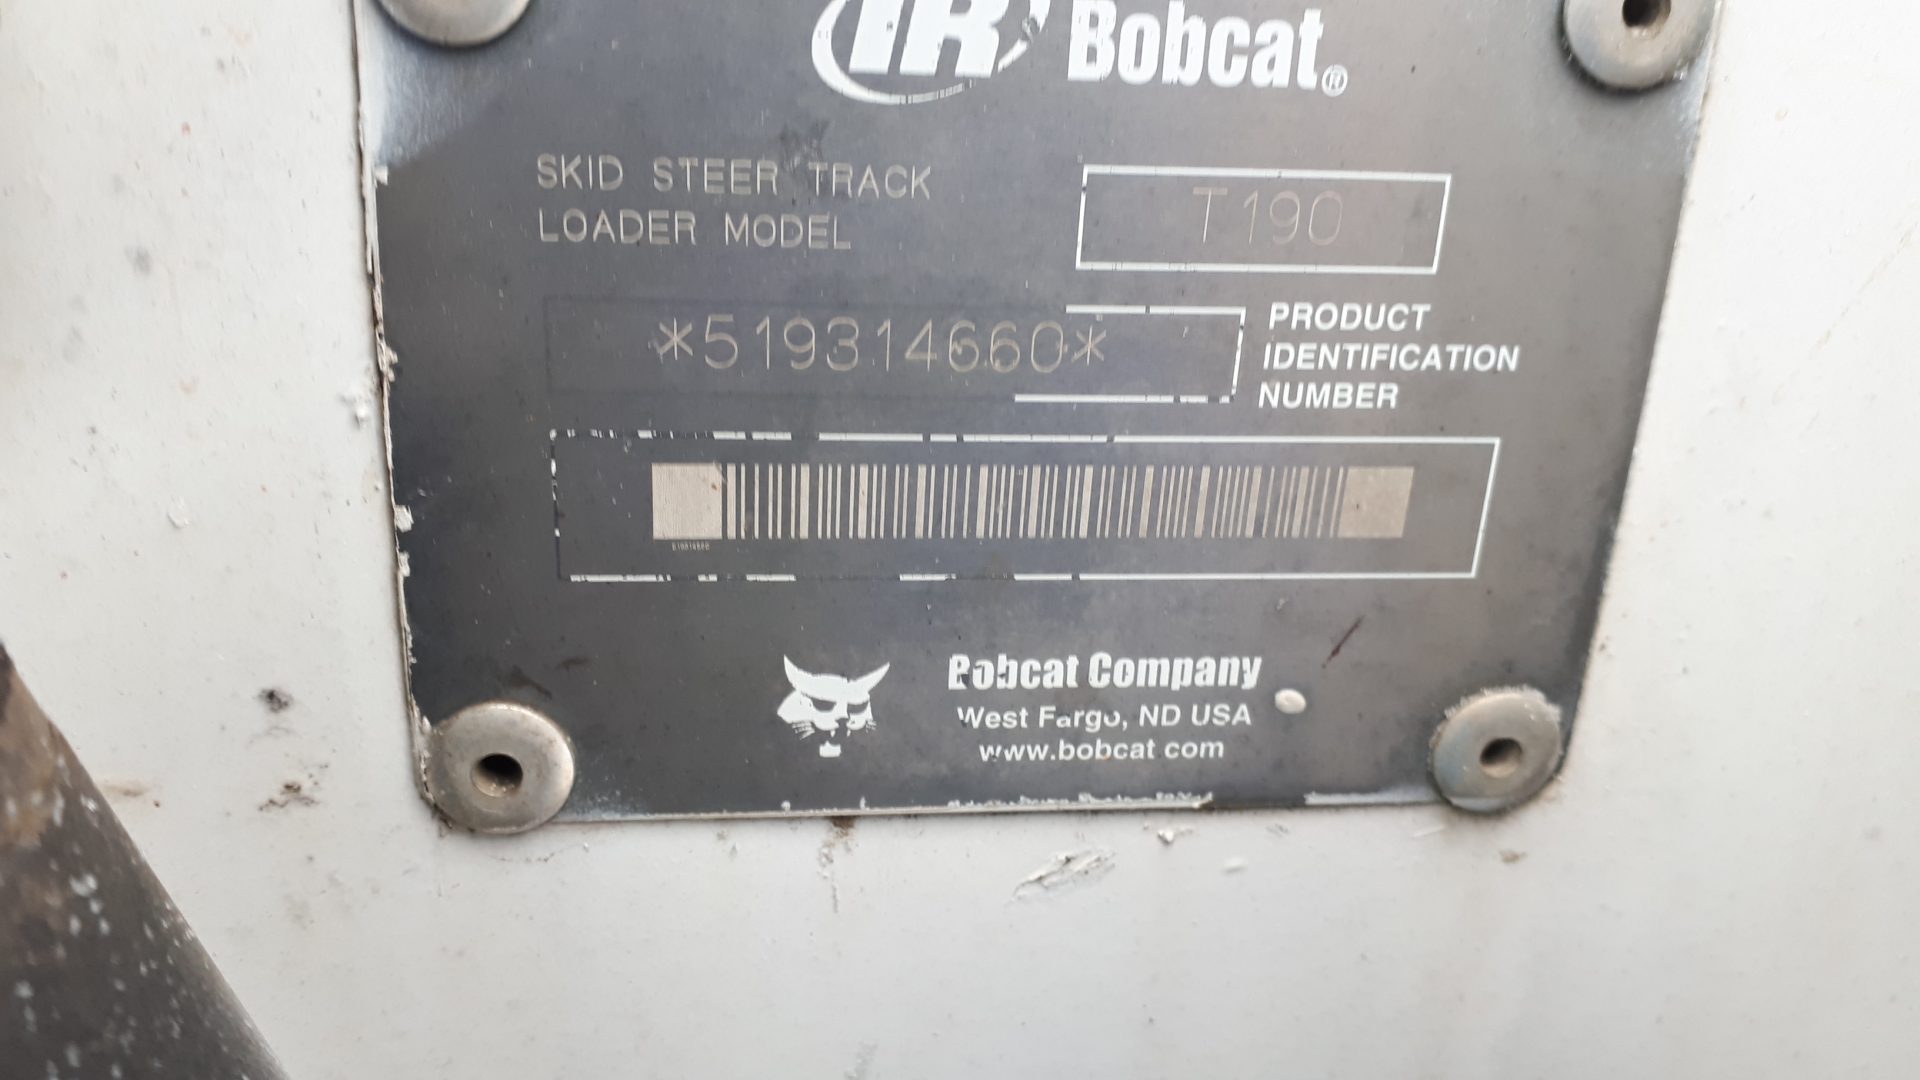 IR Bobcat®
SKID STEER TRACK
LOADER MODEL
T190
*519314660*
PRODUCT
IDENTIFICATION
NUMBER
Bobcat Company
West Fargo, ND USA
www.bobcat.com